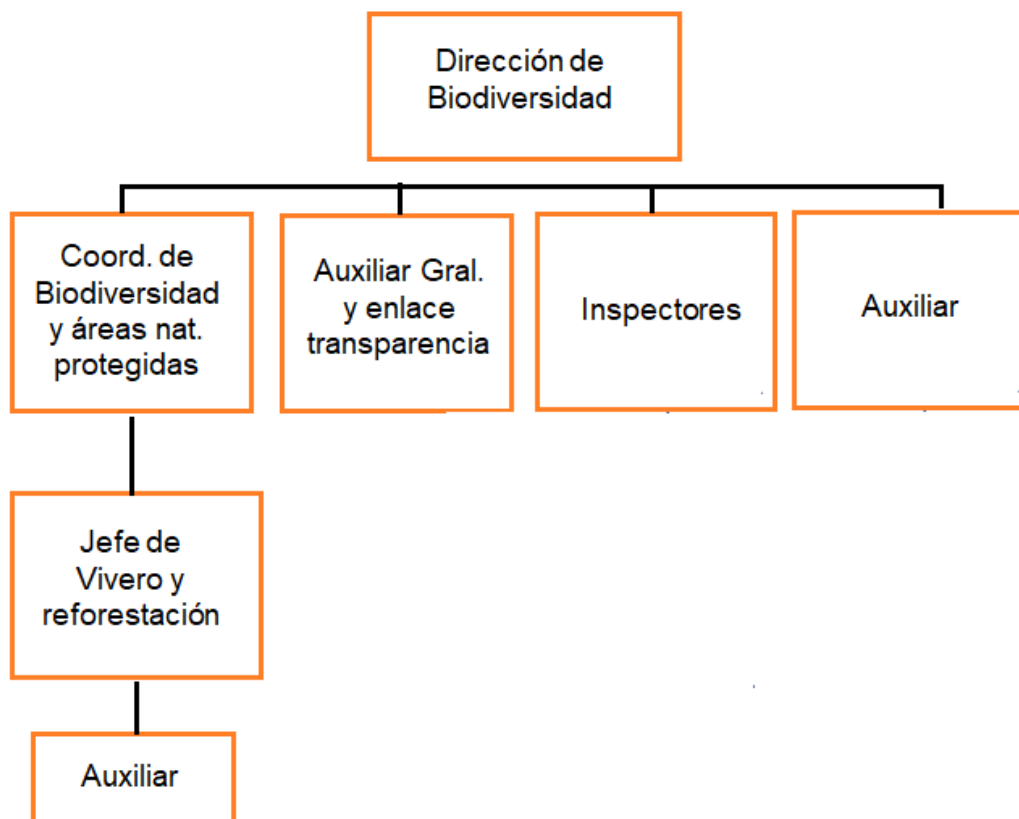 Dirección de
Biodiversidad
Coord. de
Biodiversidad
y áreas nat.
protegidas
Auxiliar Gral.
y enlace
transparencia
Inspectores
Auxiliar
Jefe de
Vivero y
reforestación
Auxiliar